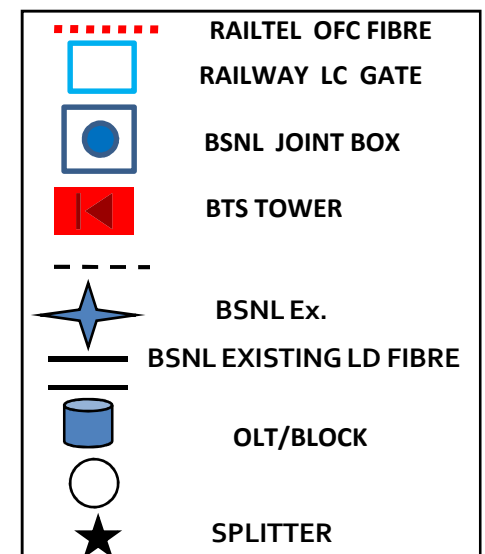 RAILTEL OFC FIBRE
RAILWAY LC GATE
BSNL JOINT BOX
BTS TOWER
BSNL Ex.
BSNL EXISTING LD FIBRE
OLT/BLOCK
SPLITTER